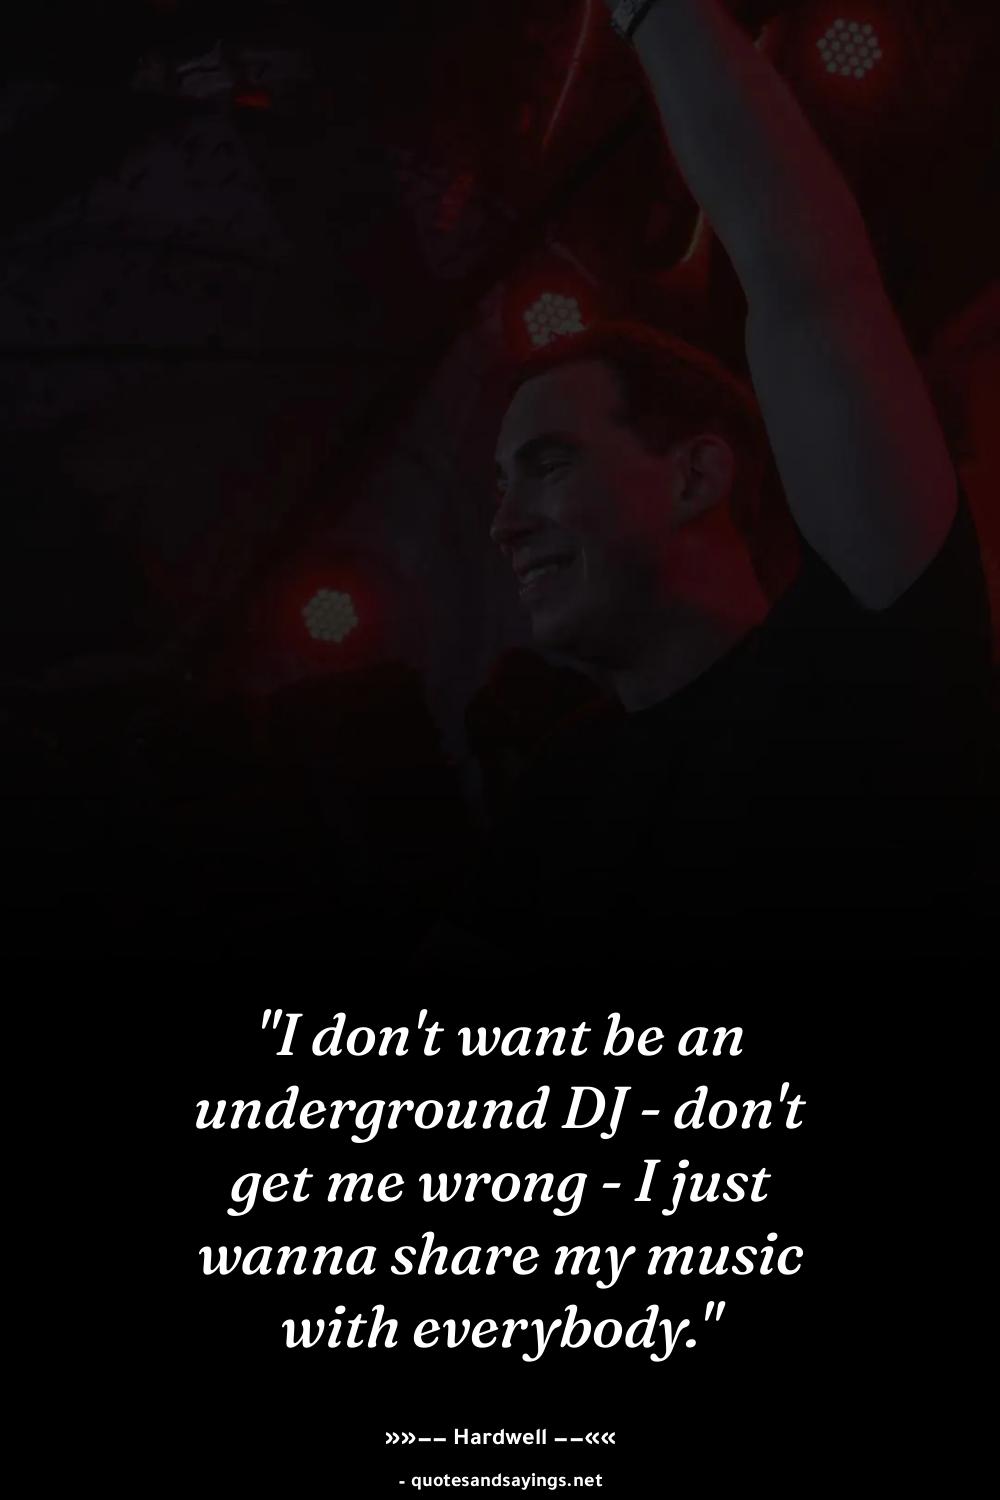 "I don't want be an
underground DJ - don't
get me wrong - I just
wanna share my music
with everybody."
»»–– Hardwell ––««
- quotesandsayings.net